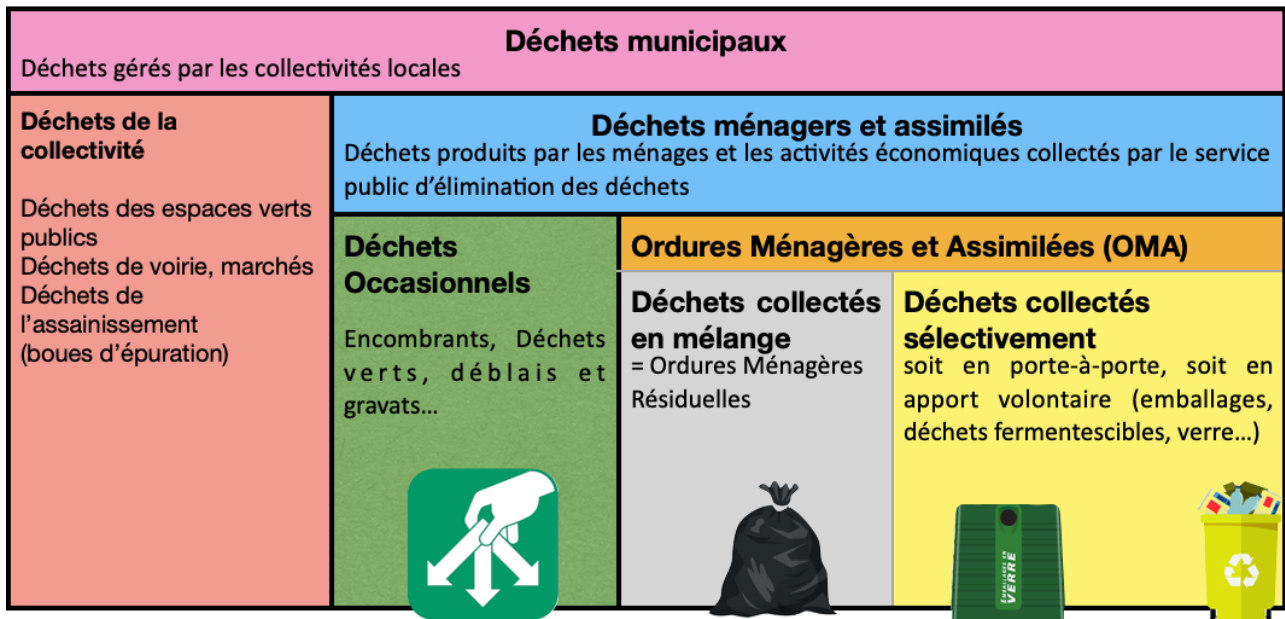 Déchets municipaux
Déchets gérés par les collectivités locales
Déchets de la
collectivité
Déchets des espaces verts
publics
Déchets de voirie, marchés
Déchets de
l'assainissement
(boues d'épuration)
Déchets ménagers et assimilés
Déchets produits par les ménages et les activités économiques collectés par le service
public d'élimination des déchets
Déchets
Occasionnels
Encombrants, Déchets
verts, déblais et
gravats…
Ordures Ménagères et Assimilées (OMA)
Déchets collectés
en mélange
= Ordures Ménagères
Résiduelles
Déchets collectés
sélectivement
soit en porte-à-porte, soit en
apport volontaire (emballages,
déchets fermentescibles, verre…)
EMBALLAGES EN
VERRE